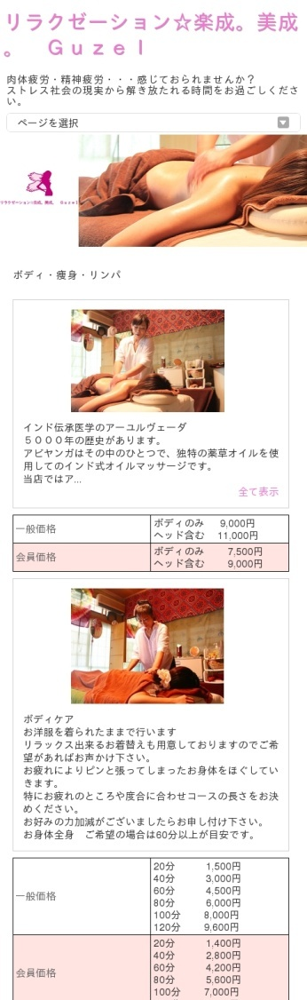 リラクゼーション☆楽成。美成
。　Ｇｕｚｅｌ
肉体疲労・精神疲労・・・感じておられませんか？
ストレス社会の現実から解き放たれる時間をお過ごしくださ
い。
ページを選択
リラクゼーション☆楽成。美成。　Ｇｕｚｅｌ
ボディ・痩身・リンパ
インド伝承医学のアーユルヴェーダ
５０００年の歴史があります。
アビヤンガはその中のひとつで、独特の薬草オイルを使
用してのインド式オイルマッサージです。
当店ではア...
全て表示
一般価格
ボディのみ　9,000円
ヘッド含む　11,000円
会員価格
ボディのみ　7,500円
ヘッド含む　9,000円
ボディケア
お洋服を着られたままで行います
リラックス出来るお着替えも用意しておりますのでご希
望があればお声かけ下さい。
お疲れによりピンと張ってしまったお身体をほぐしてい
きます。
特にお疲れのところや度合に合わせコースの長さをお決
めください。
お好みの力加減がございましたらお申し付け下さい。
お身体全身　ご希望の場合は60分以上が目安です。
一般価格
20分　1,500円
40分　3,000円
60分　4,500円
80分　6,000円
100分　8,000円
120分　9,600円
会員価格
20分　1,400円
40分　2,800円
60分　4,200円
80分　5,600円
100分　7,000円